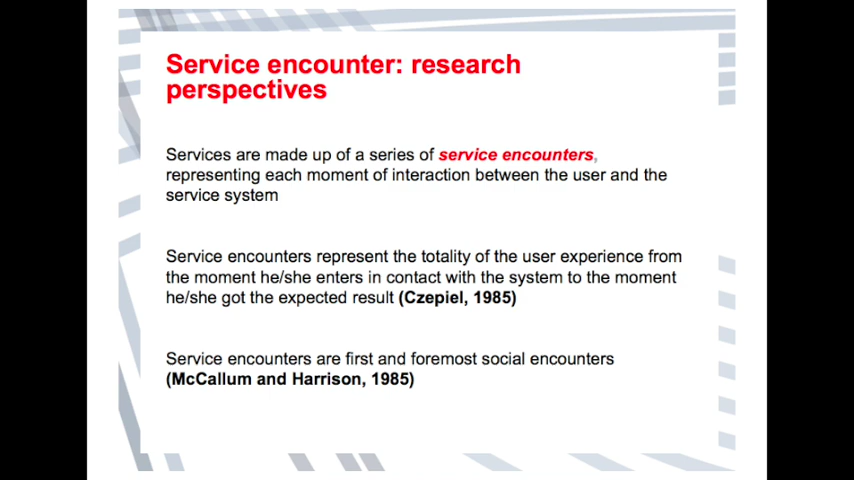 Service encounter: research
perspectives
Services are made up of a series of service encounters,
representing each moment of interaction between the user and the
service system
Service encounters represent the totality of the user experience from
the moment he/she enters in contact with the system to the moment
he/she got the expected result (Czepiel, 1985)
Service encounters are first and foremost social encounters
(McCallum and Harrison, 1985)